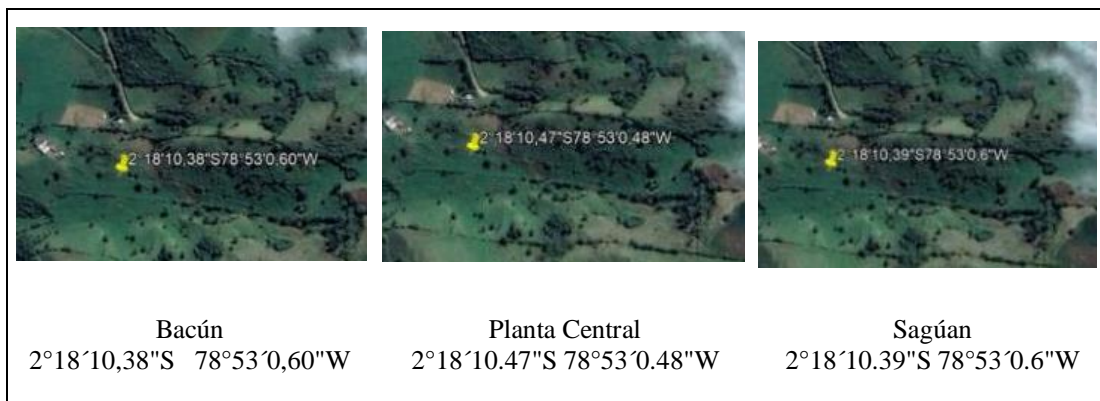 2°18'10,38"S78°53'0,60"W
2°18'10,47"S78°53'0,48"W
2°18'10,39"S78°53'0,6"W
Bacún
2°18´10,38"S 78°53´0,60"W
Planta Central
2°18´10.47"S 78°53´0.48"W
Sagúan
2°18´10.39"S 78°53´0.6"W